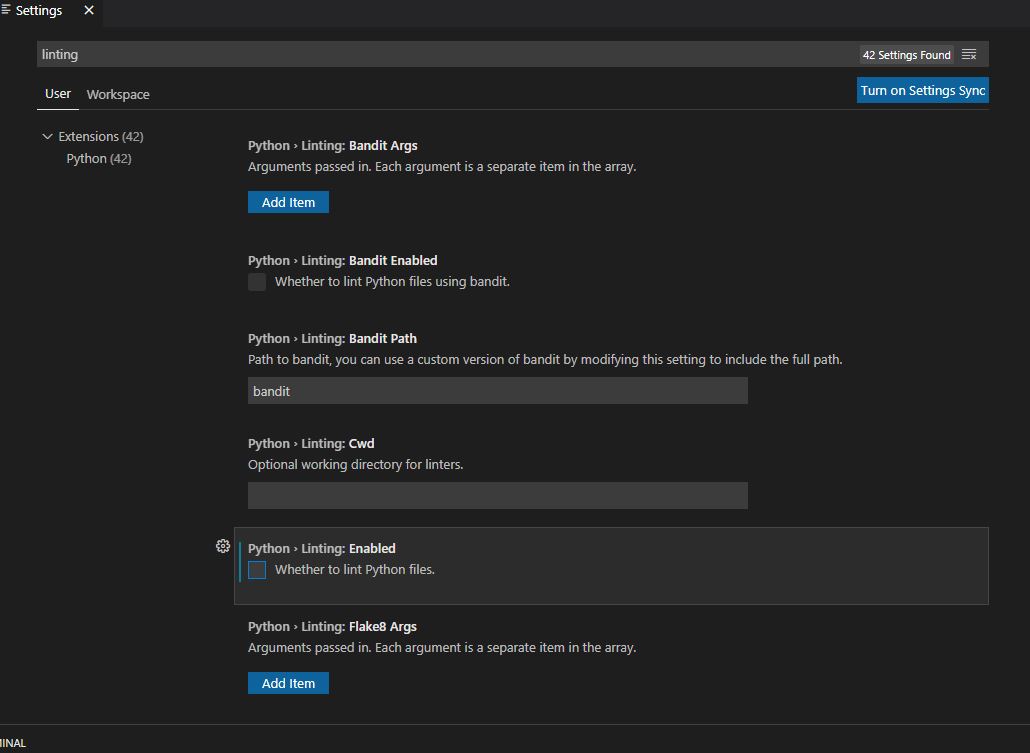 Settings
linting
42 Settings Found
User Workspace
Turn on Settings Sync
Extensions (42)
Python (42)
Python › Linting: Bandit Args
Arguments passed in. Each argument is a separate item in the array.
Add Item
Python › Linting: Bandit Enabled
Whether to lint Python files using bandit.
Python › Linting: Bandit Path
Path to bandit, you can use a custom version of bandit by modifying this setting to include the full path.
bandit
Python › Linting: Cwd
Optional working directory for linters.
Python › Linting: Enabled
Whether to lint Python files.
Python › Linting: Flake8 Args
Arguments passed in. Each argument is a separate item in the array.
Add Item
INAL